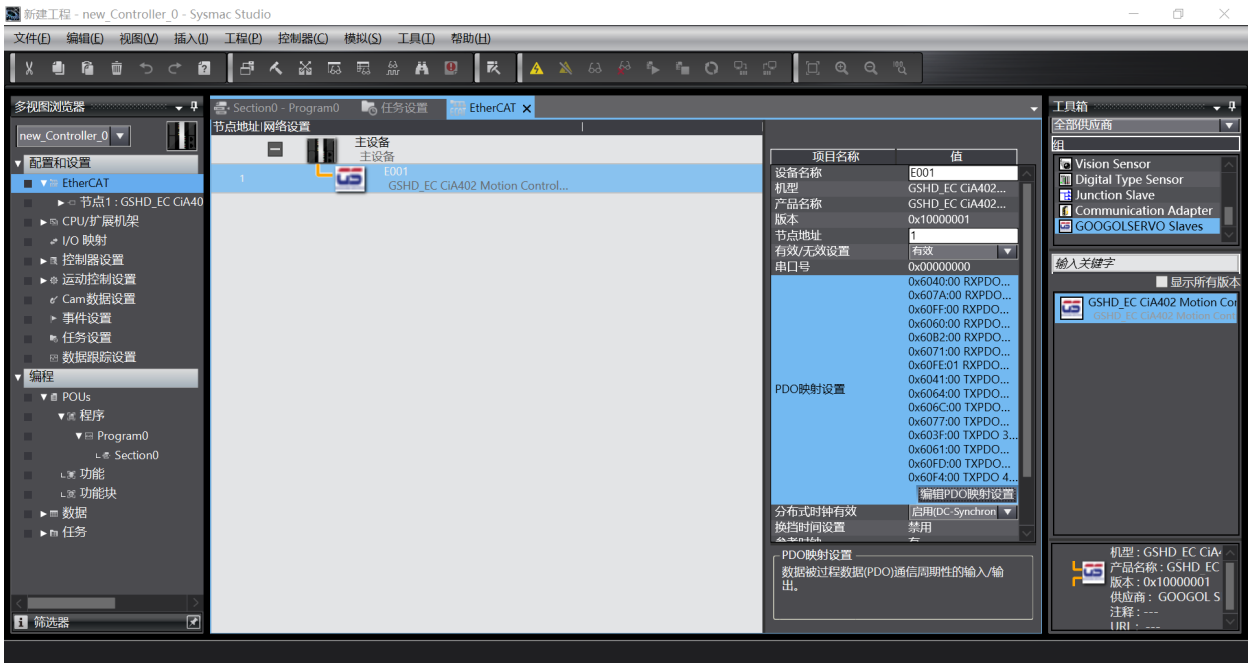 新建工程 - new_Controller_0 - Sysmac Studio
文件(F) 编辑(E) 视图(V) 插入(I) 工程(P) 控制器(C) 模拟(S) 工具(T) 帮助(H)
多视图浏览器
new_Controller_0
配置和设置
EtherCAT
节点1 : GSHD_EC CiA40
CPU/扩展机架
I/O 映射
控制器设置
运动控制设置
Cam数据设置
事件设置
任务设置
数据跟踪设置
编程
POUs
程序
Program0
Section0
功能
功能块
数据
任务
筛选器
Section0 - Program0 任务设置 EtherCAT
节点地址|网络设置
主设备
主设备
1
E001
GSHD_EC CiA402 Motion Control...
项目名称 值
设备名称 E001
机型 GSHD_EC CiA402...
产品名称 GSHD_EC CiA402...
版本 0x10000001
节点地址 1
有效/无效设置 有效
串口号 0x00000000
PDO映射设置
0x6040:00 RXPDO...
0x607A:00 RXPDO...
0x60FF:00 RXPDO...
0x6060:00 RXPDO...
0x60B2:00 RXPDO...
0x6071:00 RXPDO...
0x60FE:01 RXPDO...
0x6041:00 TXPDO...
0x6064:00 TXPDO...
0x606C:00 TXPDO...
0x6077:00 TXPDO...
0x603F:00 TXPDO 3...
0x6061:00 TXPDO...
0x60FD:00 TXPDO...
0x60F4:00 TXPDO 4...
编辑PDO映射设置
分布式时钟有效 启用(DC-Synchron
换挡时间设置 禁用
PDO映射设置
数据被过程数据(PDO)通信周期性的输入/输
出。
工具箱
全部供应商
组
Vision Sensor
Digital Type Sensor
Junction Slave
Communication Adapter
GOOGOLSERVO Slaves
输入关键字
显示所有版本
GSHD_EC CiA402 Motion Cor
GSHD_EC CiA402 Motion Cont
机型 : GSHD_EC CiA4
产品名称 : GSHD_EC
版本 : 0x10000001
供应商 : GOOGOL S
注释 : ---
URL : ---